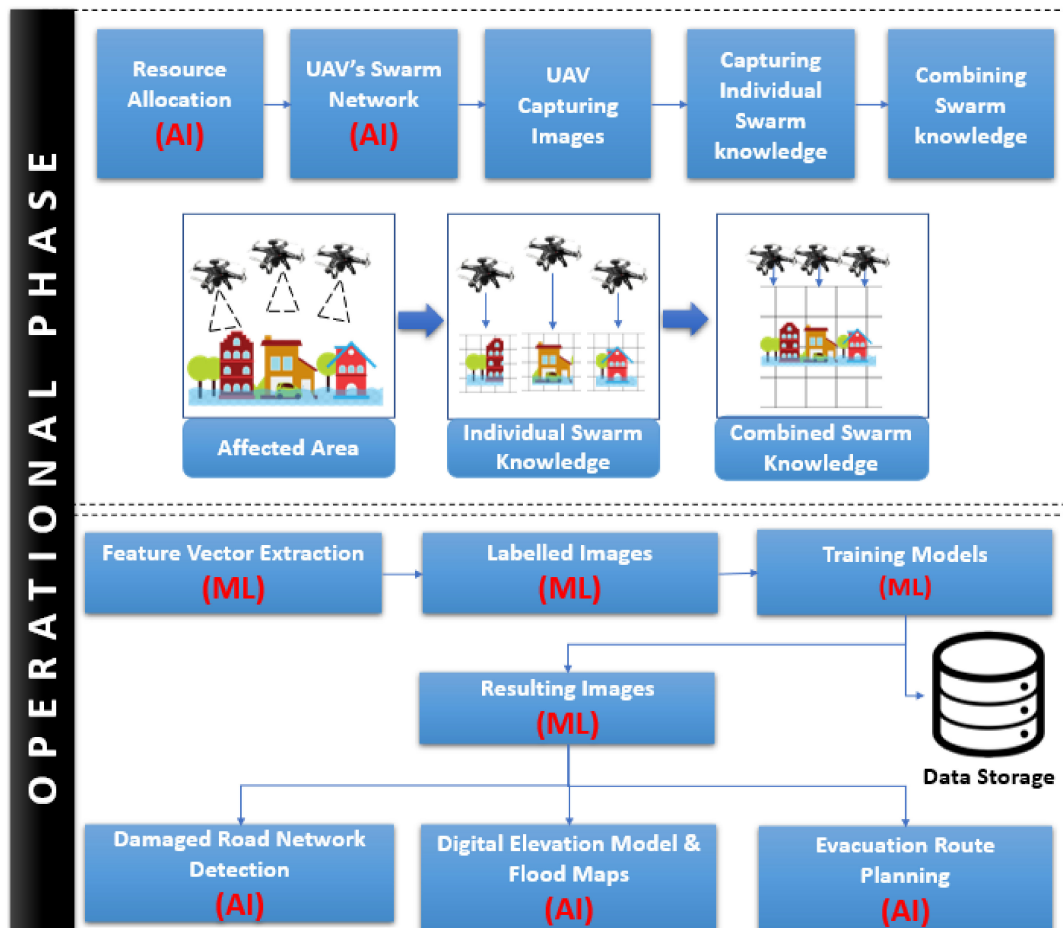 OPERATIONAL PHASE
Resource
Allocation
(AI)
UAV's Swarm
Network
(AI)
UAV
Capturing
Images
Capturing
Individual
Swarm
knowledge
Combining
Swarm
knowledge
Affected Area
Individual Swarm
Knowledge
Combined Swarm
Knowledge
Feature Vector Extraction
(ML)
Labelled Images
(ML)
Training Models
(ML)
Resulting Images
(ML)
Data Storage
Damaged Road Network
Detection
(AI)
Digital Elevation Model &
Flood Maps
(AI)
Evacuation Route
Planning
(AI)